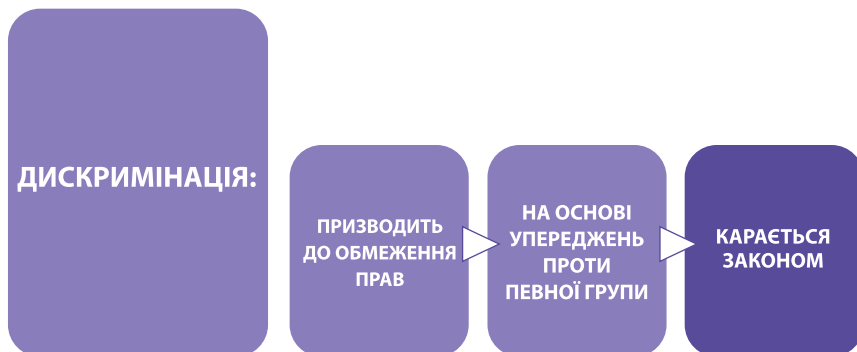 ДИСКРИМІНАЦІЯ:
ПРИЗВОДИТЬ
ДО ОБМЕЖЕННЯ
ПРАВ
НА ОСНОВІ
УПЕРЕДЖЕНЬ
ПРОТИ
ПЕВНОЇ ГРУПИ
КАРАЄТЬСЯ
ЗАКОНОМ